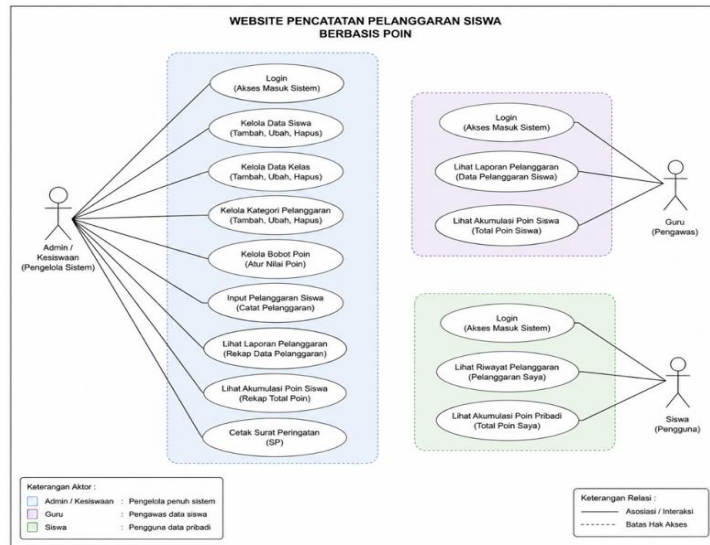 WEBSITE PENCATATAN PELANGGARAN SISWA
BERBASIS POIN
Login
(Akses Masuk Sistem)
Kelola Data Siswa
(Tambah, Ubah, Hapus)
Kelola Data Kelas
(Tambah, Ubah, Hapus)
Kelola Kategori Pelanggaran
(Tambah, Ubah, Hapus)
Kelola Bobot Poin
(Atur Nilai Poin)
Input Pelanggaran Siswa
(Catat Pelanggaran)
Lihat Laporan Pelanggaran
(Rekap Data Pelanggaran)
Lihat Akumulasi Poin Siswa
(Rekap Total Poin)
Cetak Surat Peringatan
(SP)
Admin /
Kesiswaan
(Pengelola Sistem)
Login
(Akses Masuk Sistem)
Lihat Laporan Pelanggaran
(Data Pelanggaran Siswa)
Lihat Akumulasi Poin Siswa
(Total Poin Siswa)
Guru
(Pengawas)
Login
(Akses Masuk Sistem)
Lihat Riwayat Pelanggaran
(Pelanggaran Saya)
Lihat Akumulasi Poin Pribadi
(Total Poin Saya)
Siswa
(Pengguna)
Keterangan Aktor :
Admin / Kesiswaan : Pengelola penuh sistem
Guru : Pengawas data siswa
Siswa : Pengguna data pribadi
Keterangan Relasi :
Asosiasi / Interaksi
Batas Hak Akses